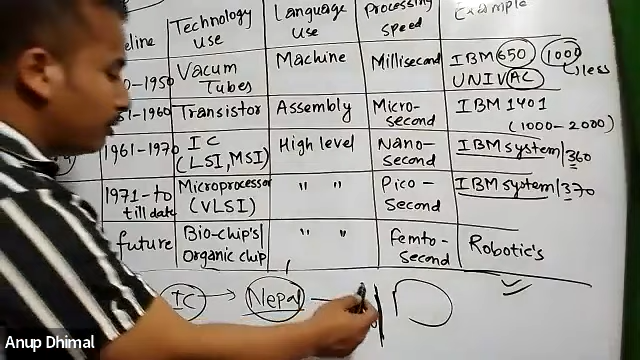 Technology use
Language use
Processing speed
Example
Vacum Tubes
Machine
Millisecond
IBM 650
1000
less
UNIVAC
1960
Transistor
Assembly
Micro-second
IBM 1401
(1000-2000)
1961-1970
IC (LSI, MSI)
High level
Nano-second
IBM system/360
1971-to till date
Microprocessor (VLSI)
" "
Pico-Second
IBM system/370
future
Bio-chip's/ Organic chip
" "
Femto-Second
Robotic's
IC → Nepal
Anup Dhimal